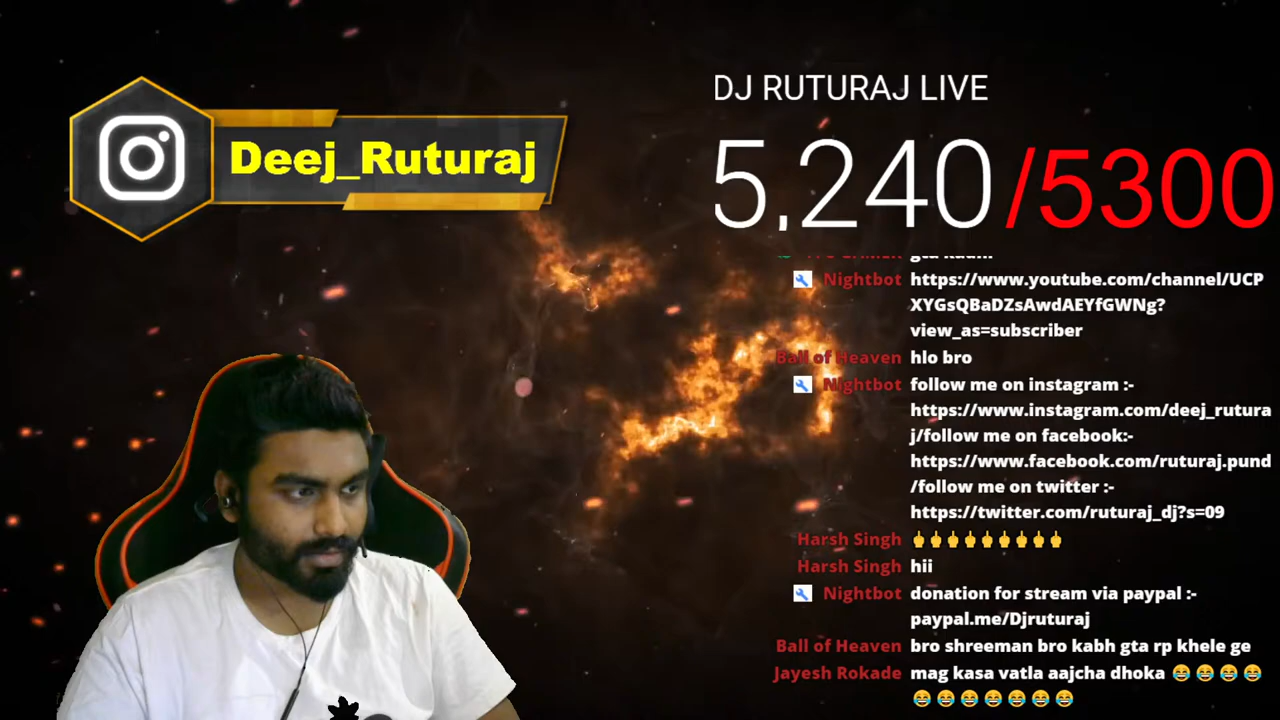 Deej_Ruturaj
DJ RUTURAJ LIVE
5,240/5300
Nightbot https://www.youtube.com/channel/UCP
XYGsQBaDZsAwdAEYfGWNg?
view_as=subscriber
Ball of Heaven hlo bro
Nightbot follow me on instagram :-
https://www.instagram.com/deej_rutura
j/follow me on facebook:-
https://www.facebook.com/ruturaj.pund
/follow me on twitter :-
https://twitter.com/ruturaj_dj?s=09
Harsh Singh 🖕🖕🖕🖕🖕🖕🖕🖕🖕
Harsh Singh hii
Nightbot donation for stream via paypal :-
paypal.me/Djruturaj
Ball of Heaven bro shreeman bro kabh gta rp khele ge
Jayesh Rokade mag kasa vatla aajcha dhoka 😂😂😂😂
😂😂😂😂😂😂😂